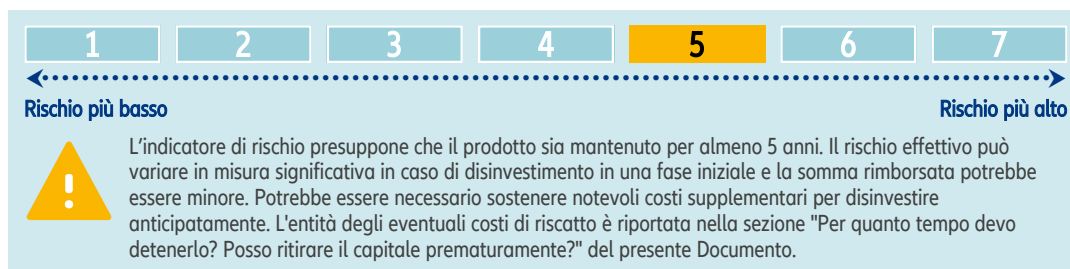 1 2 3 4 5 6 7
Rischio più basso Rischio più alto
L'indicatore di rischio presuppone che il prodotto sia mantenuto per almeno 5 anni. Il rischio effettivo può
variare in misura significativa in caso di disinvestimento in una fase iniziale e la somma rimborsata potrebbe
essere minore. Potrebbe essere necessario sostenere notevoli costi supplementari per disinvestire
anticipatamente. L'entità degli eventuali costi di riscatto è riportata nella sezione "Per quanto tempo devo
detenerlo? Posso ritirare il capitale prematuramente?" del presente Documento.